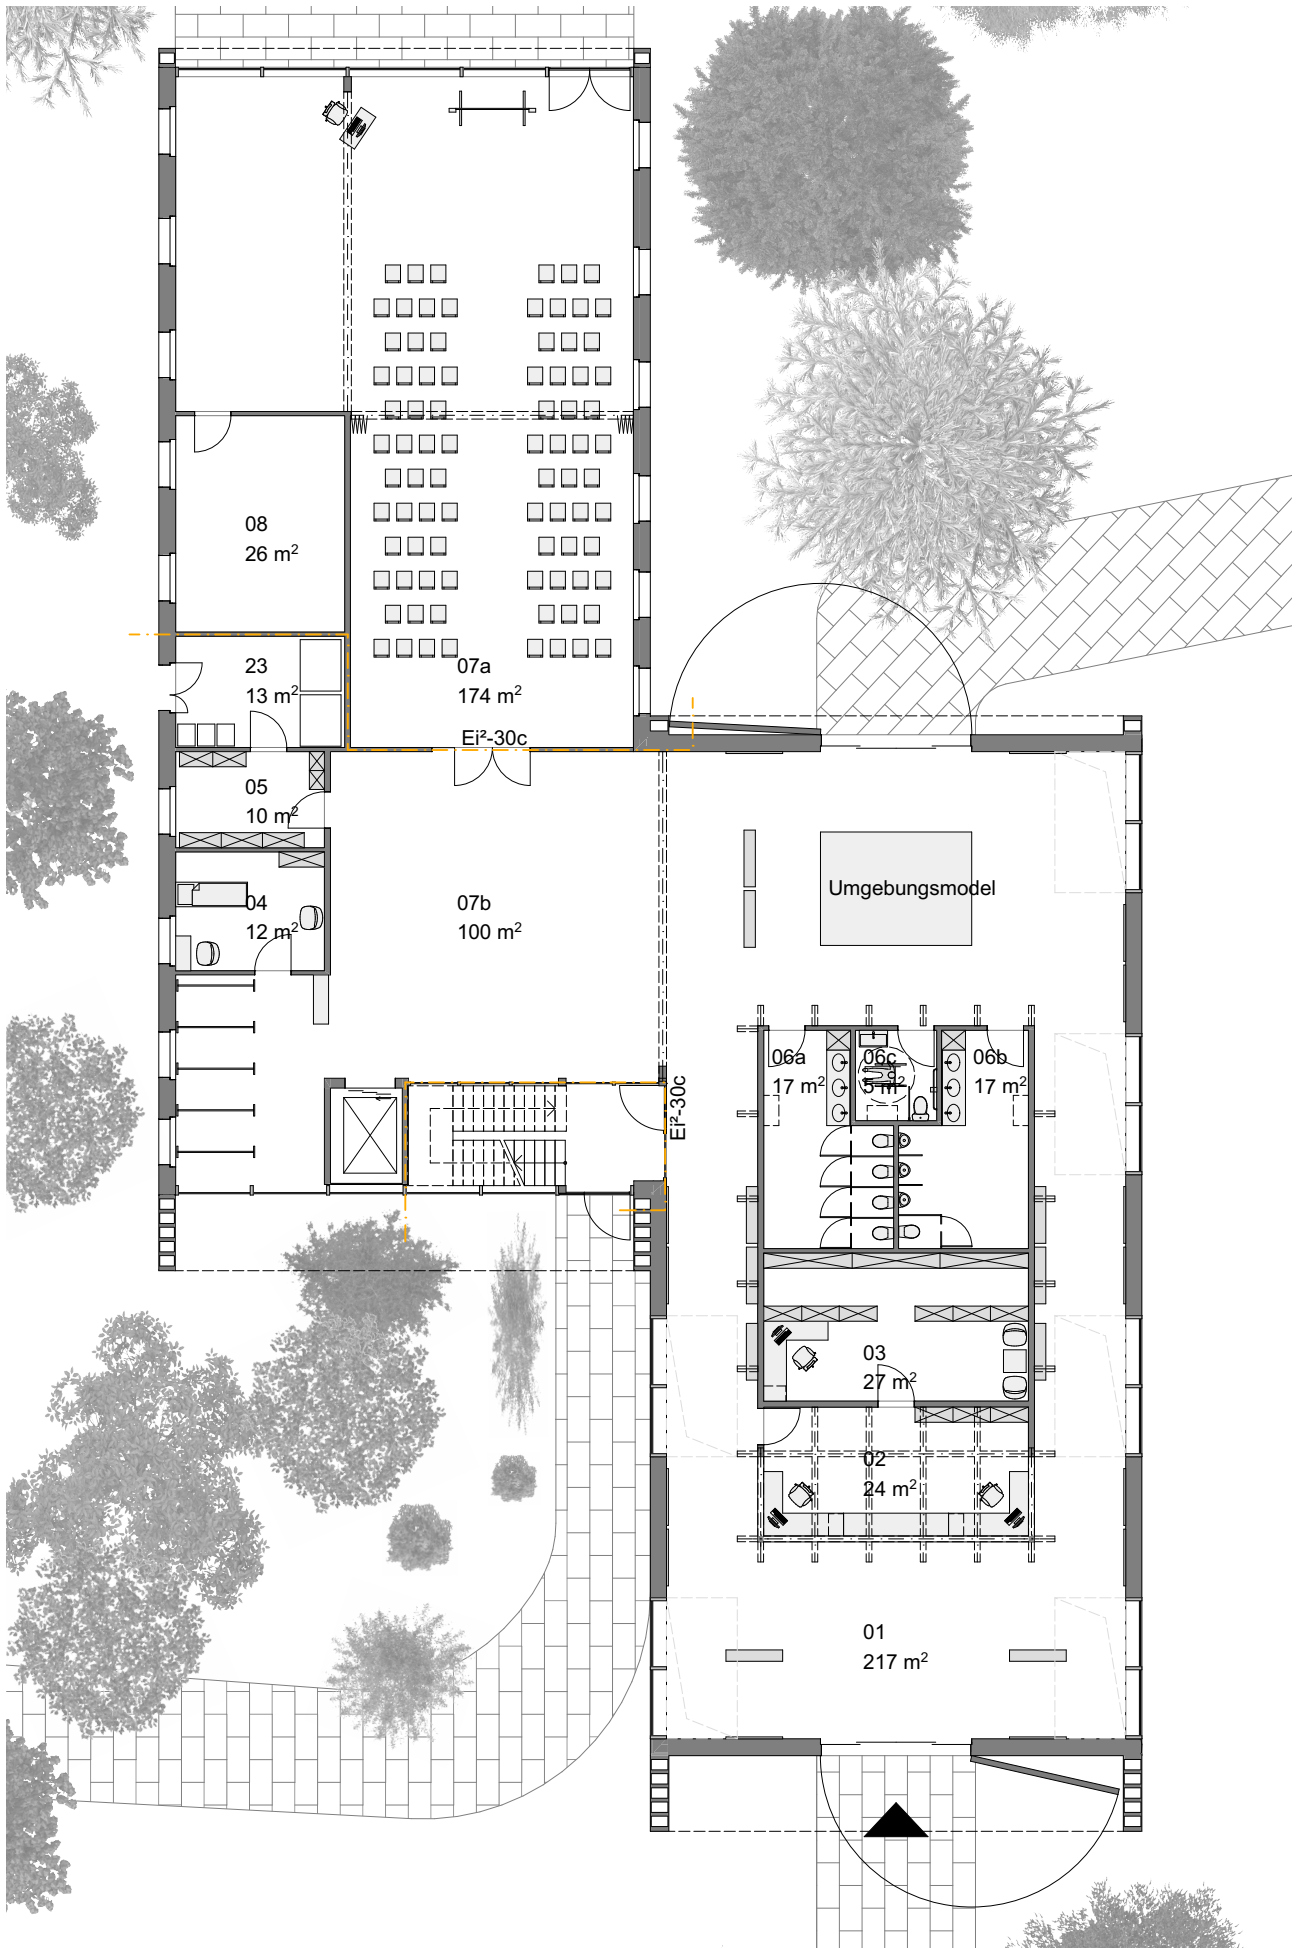 08
26 m²
23
13 m²
07a
174 m²
Ei²-30c
05
10 m²
04
12 m²
07b
100 m²
Umgebungsmodel
06a
17 m²
06c
5 m²
06b
17 m²
Ei²-30c
03
27 m²
02
24 m²
01
217 m²